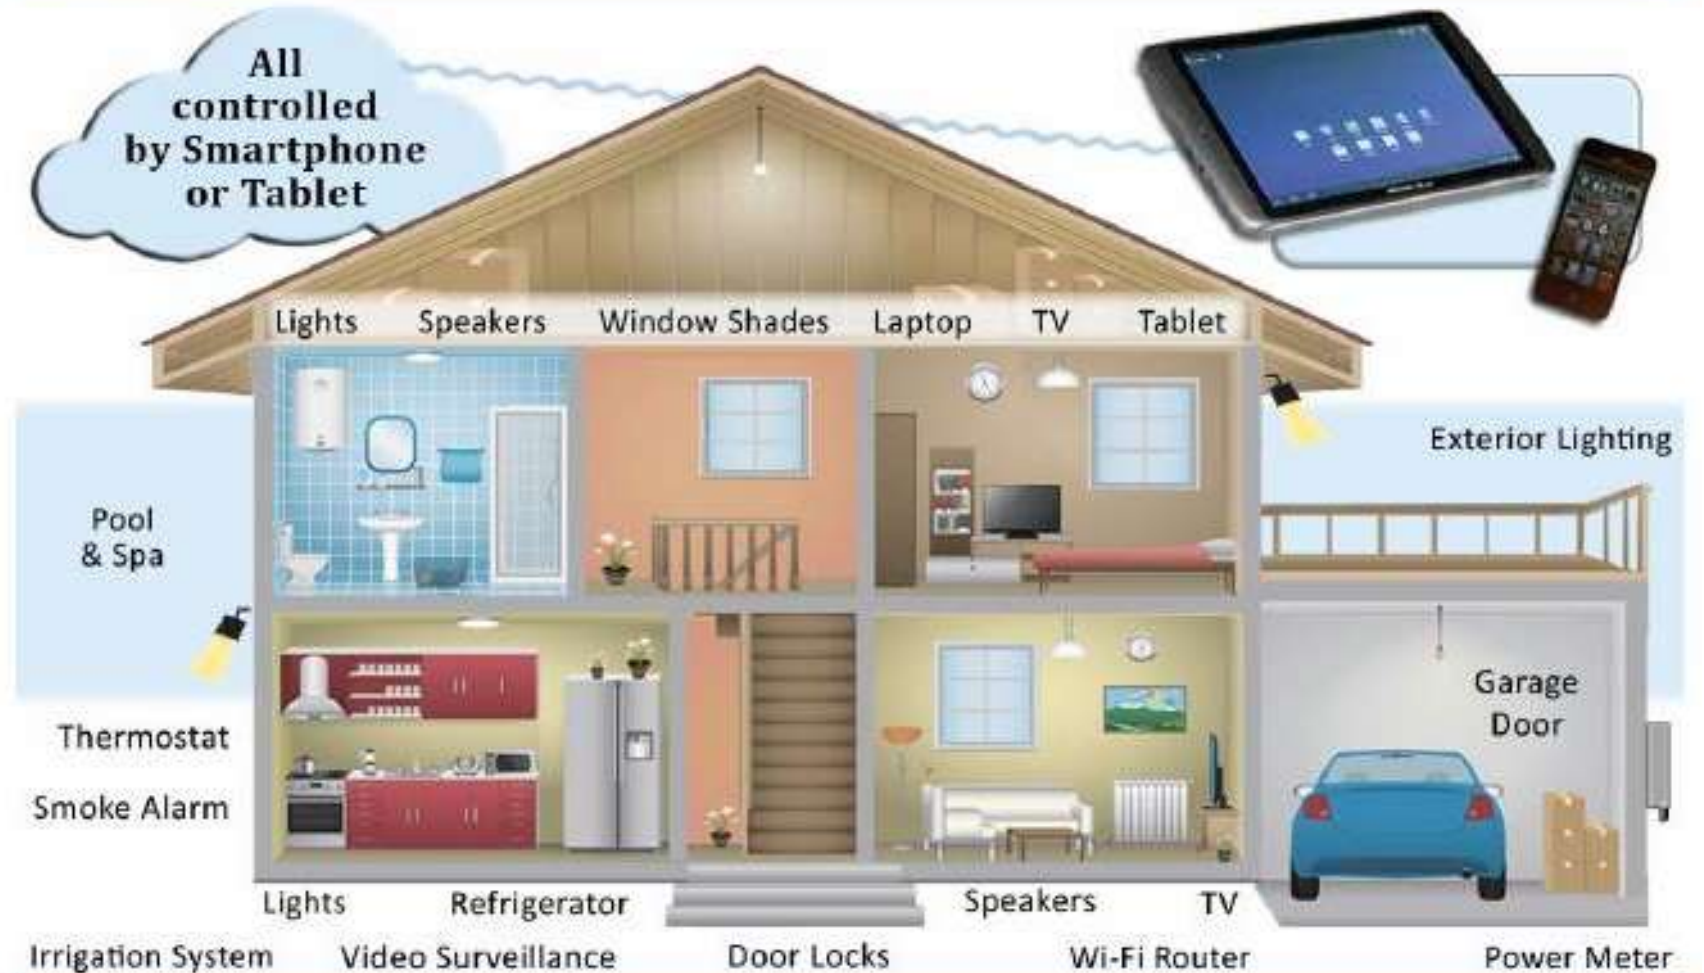 All
controlled
by Smartphone
or Tablet
Lights Speakers Window Shades Laptop TV Tablet
Exterior Lighting
Pool
& Spa
Garage
Door
Thermostat
Smoke Alarm
Lights Refrigerator Speakers TV
Irrigation System Video Surveillance Door Locks Wi-Fi Router Power Meter